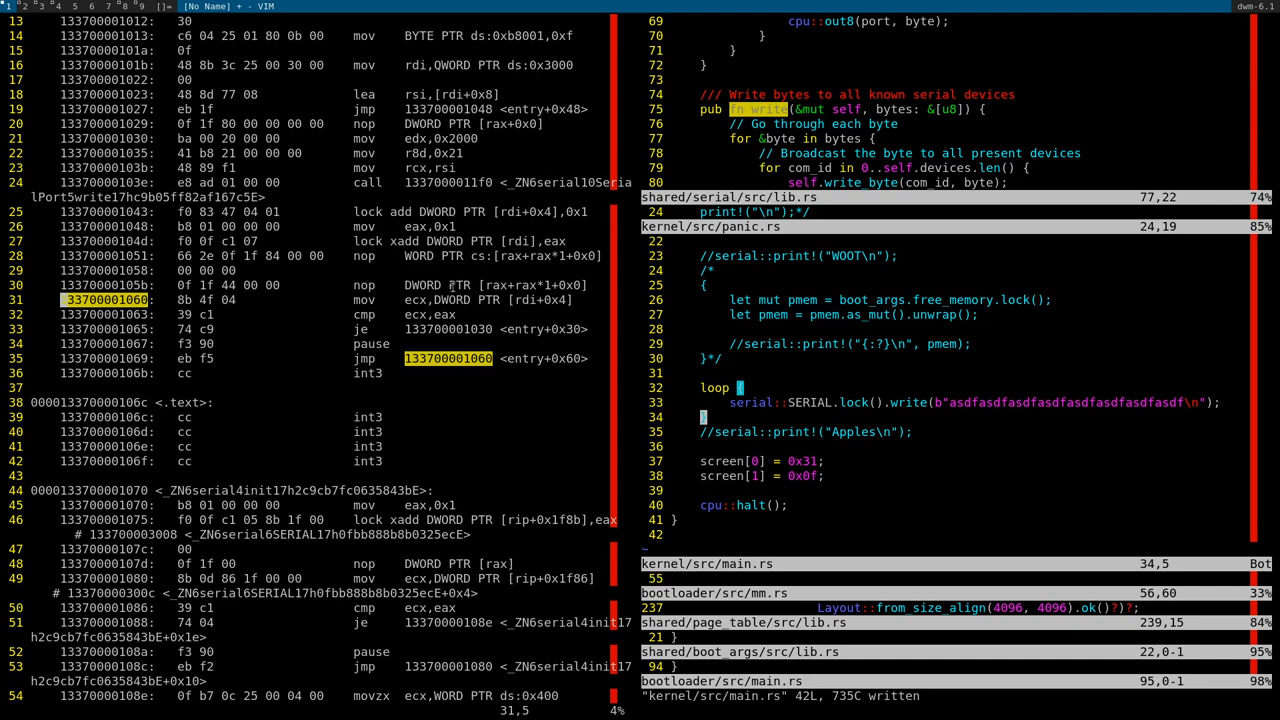 1 2 3 4 5 6 7 8 9 []= [No Name] + - VIM dwm-6.1
13 133700001012: 30
14 133700001013: c6 04 25 01 80 0b 00 mov BYTE PTR ds:0xb8001,0xf
15 13370000101a: 0f
16 13370000101b: 48 8b 3c 25 00 30 00 mov rdi,QWORD PTR ds:0x3000
17 133700001022: 00
18 133700001023: 48 8d 77 08 lea rsi,[rdi+0x8]
19 133700001027: eb 1f jmp 133700001048 <entry+0x48>
20 133700001029: 0f 1f 80 00 00 00 00 nop DWORD PTR [rax+0x0]
21 133700001030: ba 00 20 00 00 mov edx,0x2000
22 133700001035: 41 b8 21 00 00 00 mov r8d,0x21
23 13370000103b: 48 89 f1 mov rcx,rsi
24 13370000103e: e8 ad 01 00 00 call 1337000011f0 <_ZN6serial10Seria
lPort5write17hc9b05ff82af167c5E>
25 133700001043: f0 83 47 04 01 lock add DWORD PTR [rdi+0x4],0x1
26 133700001048: b8 01 00 00 00 mov eax,0x1
27 13370000104d: f0 0f c1 07 lock xadd DWORD PTR [rdi],eax
28 133700001051: 66 2e 0f 1f 84 00 00 nop WORD PTR cs:[rax+rax*1+0x0]
29 133700001058: 00 00 00
30 13370000105b: 0f 1f 44 00 00 nop DWORD PTR [rax+rax*1+0x0]
31 133700001060: 8b 4f 04 mov ecx,DWORD PTR [rdi+0x4]
32 133700001063: 39 c1 cmp ecx,eax
33 133700001065: 74 c9 je 133700001030 <entry+0x30>
34 133700001067: f3 90 pause
35 133700001069: eb f5 jmp 133700001060 <entry+0x60>
36 13370000106b: cc int3
37
38 000013370000106c <.text>:
39 13370000106c: cc int3
40 13370000106d: cc int3
41 13370000106e: cc int3
42 13370000106f: cc int3
43
44 0000133700001070 <_ZN6serial4init17h2c9cb7fc0635843bE>:
45 133700001070: b8 01 00 00 00 mov eax,0x1
46 133700001075: f0 0f c1 05 8b 1f 00 lock xadd DWORD PTR [rip+0x1f8b],eax
# 133700003008 <_ZN6serial6SERIAL17h0fbb888b8b0325ecE>
47 13370000107c: 00
48 13370000107d: 0f 1f 00 nop DWORD PTR [rax]
49 133700001080: 8b 0d 86 1f 00 00 mov ecx,DWORD PTR [rip+0x1f86]
# 13370000300c <_ZN6serial6SERIAL17h0fbb888b8b0325ecE+0x4>
50 133700001086: 39 c1 cmp ecx,eax
51 133700001088: 74 04 je 13370000108e <_ZN6serial4init17
h2c9cb7fc0635843bE+0x1e>
52 13370000108a: f3 90 pause
53 13370000108c: eb f2 jmp 133700001080 <_ZN6serial4init17
h2c9cb7fc0635843bE+0x10>
54 13370000108e: 0f b7 0c 25 00 04 00 movzx ecx,WORD PTR ds:0x400
31,5 4%
69 cpu::out8(port, byte);
70 }
71 }
72 }
73
74 /// Write bytes to all known serial devices
75 pub fn write(&mut self, bytes: &[u8]) {
76 // Go through each byte
77 for &byte in bytes {
78 // Broadcast the byte to all present devices
79 for com_id in 0..self.devices.len() {
80 self.write_byte(com_id, byte);
shared/serial/src/lib.rs 77,22 74%
24 print!("\n");*/
kernel/src/panic.rs 24,19 85%
22
23 //serial::print!("WOOT\n");
24 /*
25 {
26 let mut pmem = boot_args.free_memory.lock();
27 let pmem = pmem.as_mut().unwrap();
28
29 //serial::print!("{:?}\n", pmem);
30 }*/
31
32 loop {
33 serial::SERIAL.lock().write(b"asdfasdfasdfasdfasdfasdfasdfasdf\n");
34 }
35 //serial::print!("Apples\n");
36
37 screen[0] = 0x31;
38 screen[1] = 0x0f;
39
40 cpu::halt();
41 }
42
~
kernel/src/main.rs 34,5 Bot
55
bootloader/src/mm.rs 56,60 33%
237 Layout::from_size_align(4096, 4096).ok()?)?;
shared/page_table/src/lib.rs 239,15 84%
21 }
shared/boot_args/src/lib.rs 22,0-1 95%
94 }
bootloader/src/main.rs 95,0-1 98%
"kernel/src/main.rs" 42L, 735C written